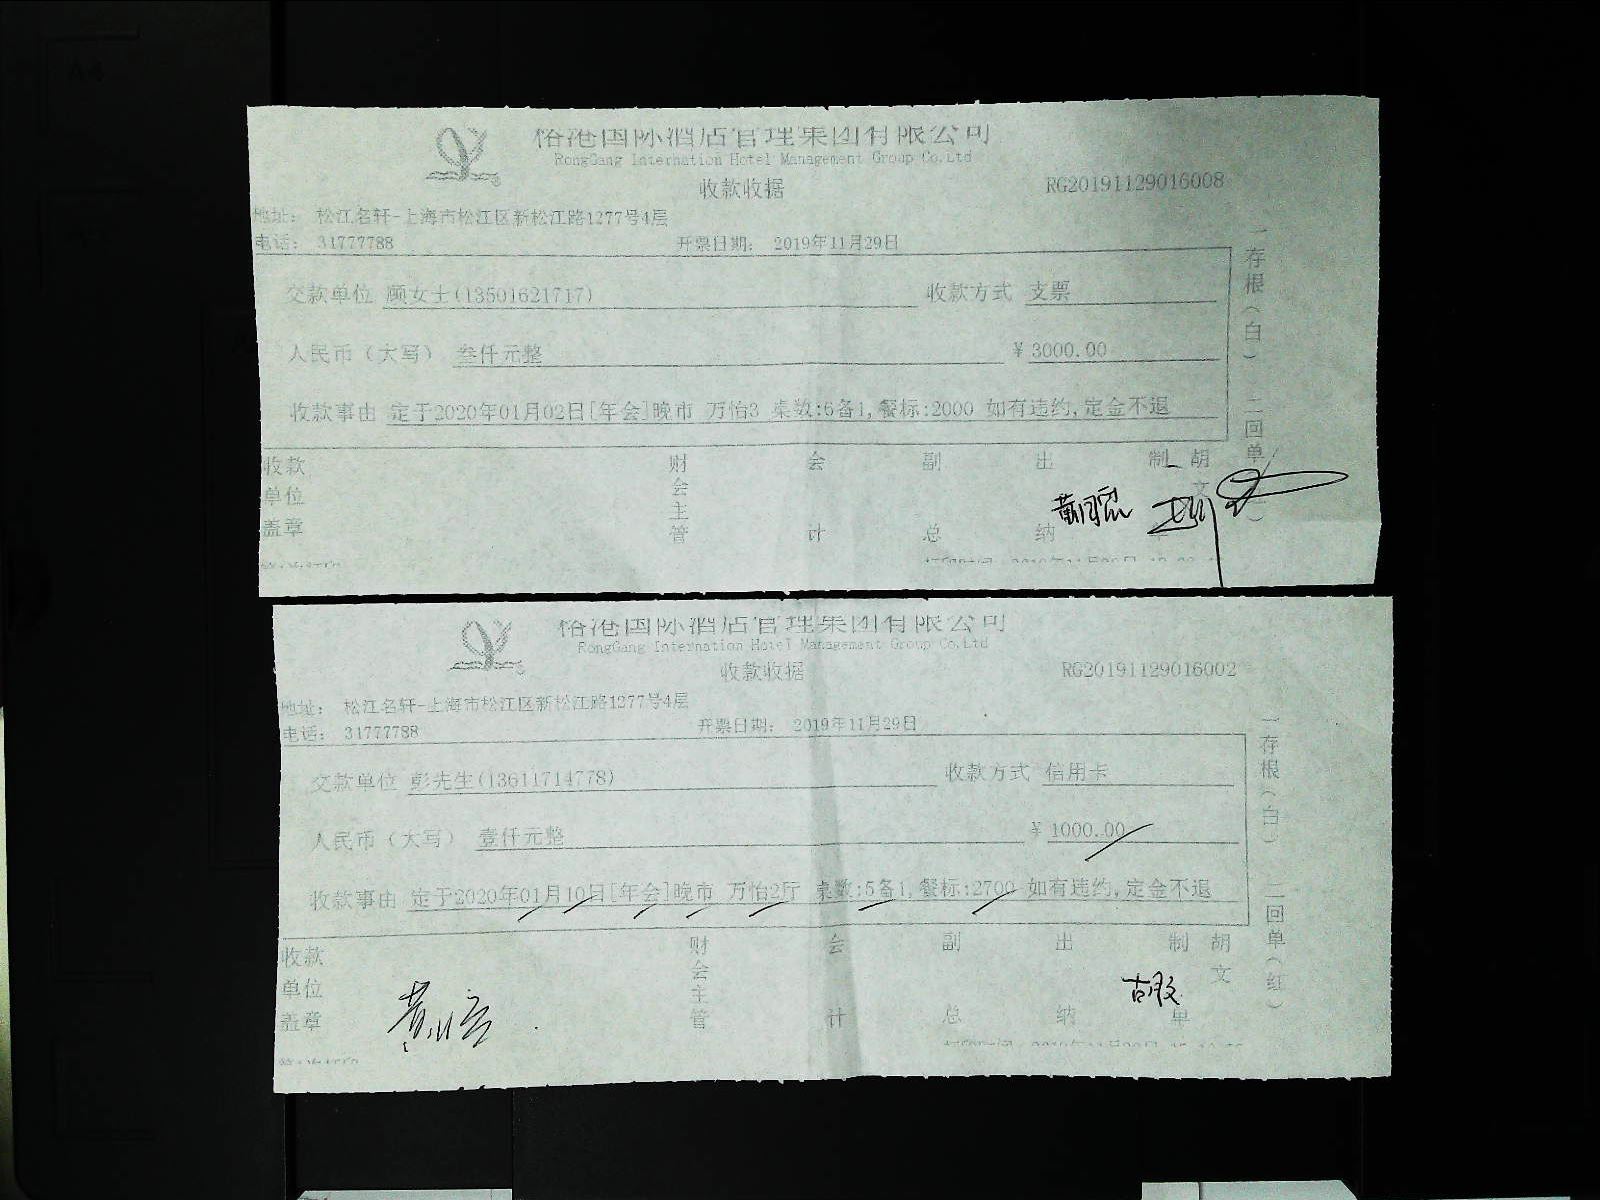 国际酒店管理集团有限公司
RongGang Internation Hotel Management Group Co.Ltd
收款收据
RG20191129016008
地址： 松江名轩-上海市松江区新松江路1277号4层
电话： 31777788
开票日期： 2019年11月29日
交款单位 顾女士(13501621717)
收款方式 支票
人民币（大写） 叁仟元整
¥ 3000.00
收款事由 定于2020年01月02日[年会]晚市 万怡3 桌数:6备1,餐标:2000 如有违约,定金不退
收款单位盖章
财会主管
会计
副总
出纳
制单
胡文
一存根（白） 二回单
国际酒店管理集团有限公司
RongGang Internation Hotel Management Group Co.Ltd
收款收据
RG20191129016002
地址： 松江名轩-上海市松江区新松江路1277号4层
电话： 31777788
开票日期： 2019年11月29日
交款单位 彭先生(13611714778)
收款方式 信用卡
人民币（大写） 壹仟元整
¥ 1000.00
收款事由 定于2020年01月10日[年会]晚市 万怡2厅 桌数:5备1,餐标:2700 如有违约,定金不退
收款单位盖章
财会主管
会计
副总
出纳
制单
胡文
一存根（白） 二回单（红）